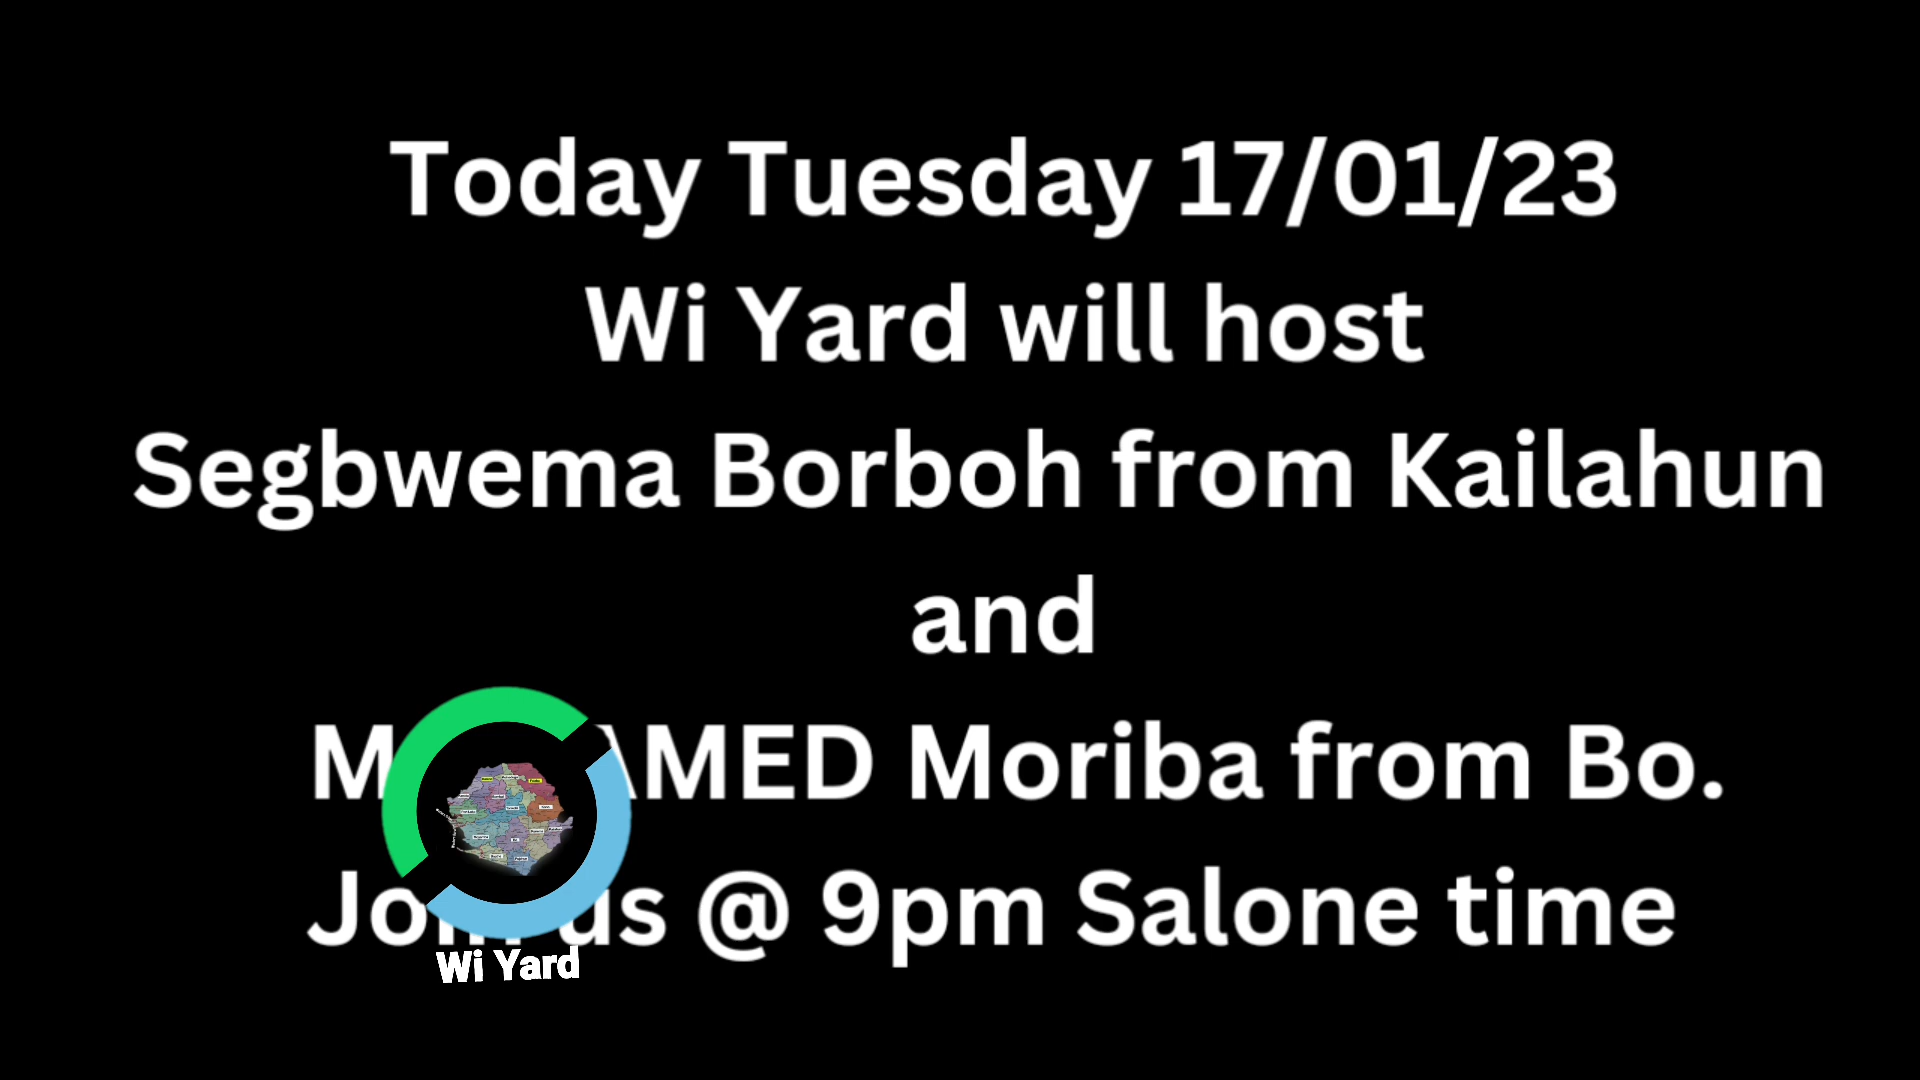 Today Tuesday 17/01/23
Wi Yard will host
Segbwema Borboh from Kailahun
and
Moriba from Bo.
us @ 9pm Salone time
Wi Yard